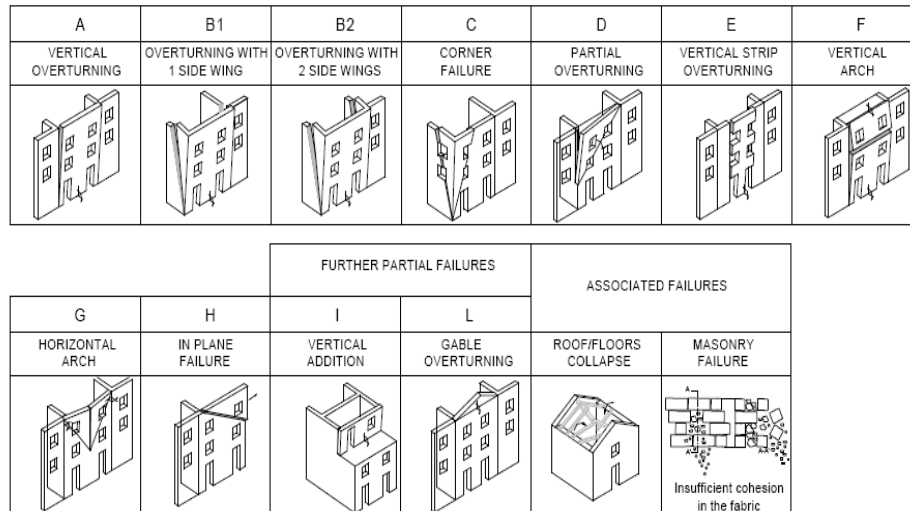 A B1 B2 C D E F
VERTICAL OVERTURNING WITH OVERTURNING WITH CORNER PARTIAL VERTICAL STRIP VERTICAL
OVERTURNING 1 SIDE WING 2 SIDE WINGS FAILURE OVERTURNING OVERTURNING ARCH
FURTHER PARTIAL FAILURES
ASSOCIATED FAILURES
G H I L
HORIZONTAL IN PLANE VERTICAL GABLE ROOF/FLOORS MASONRY
ARCH FAILURE ADDITION OVERTURNING COLLAPSE FAILURE
Insufficient cohesion
in the fabric